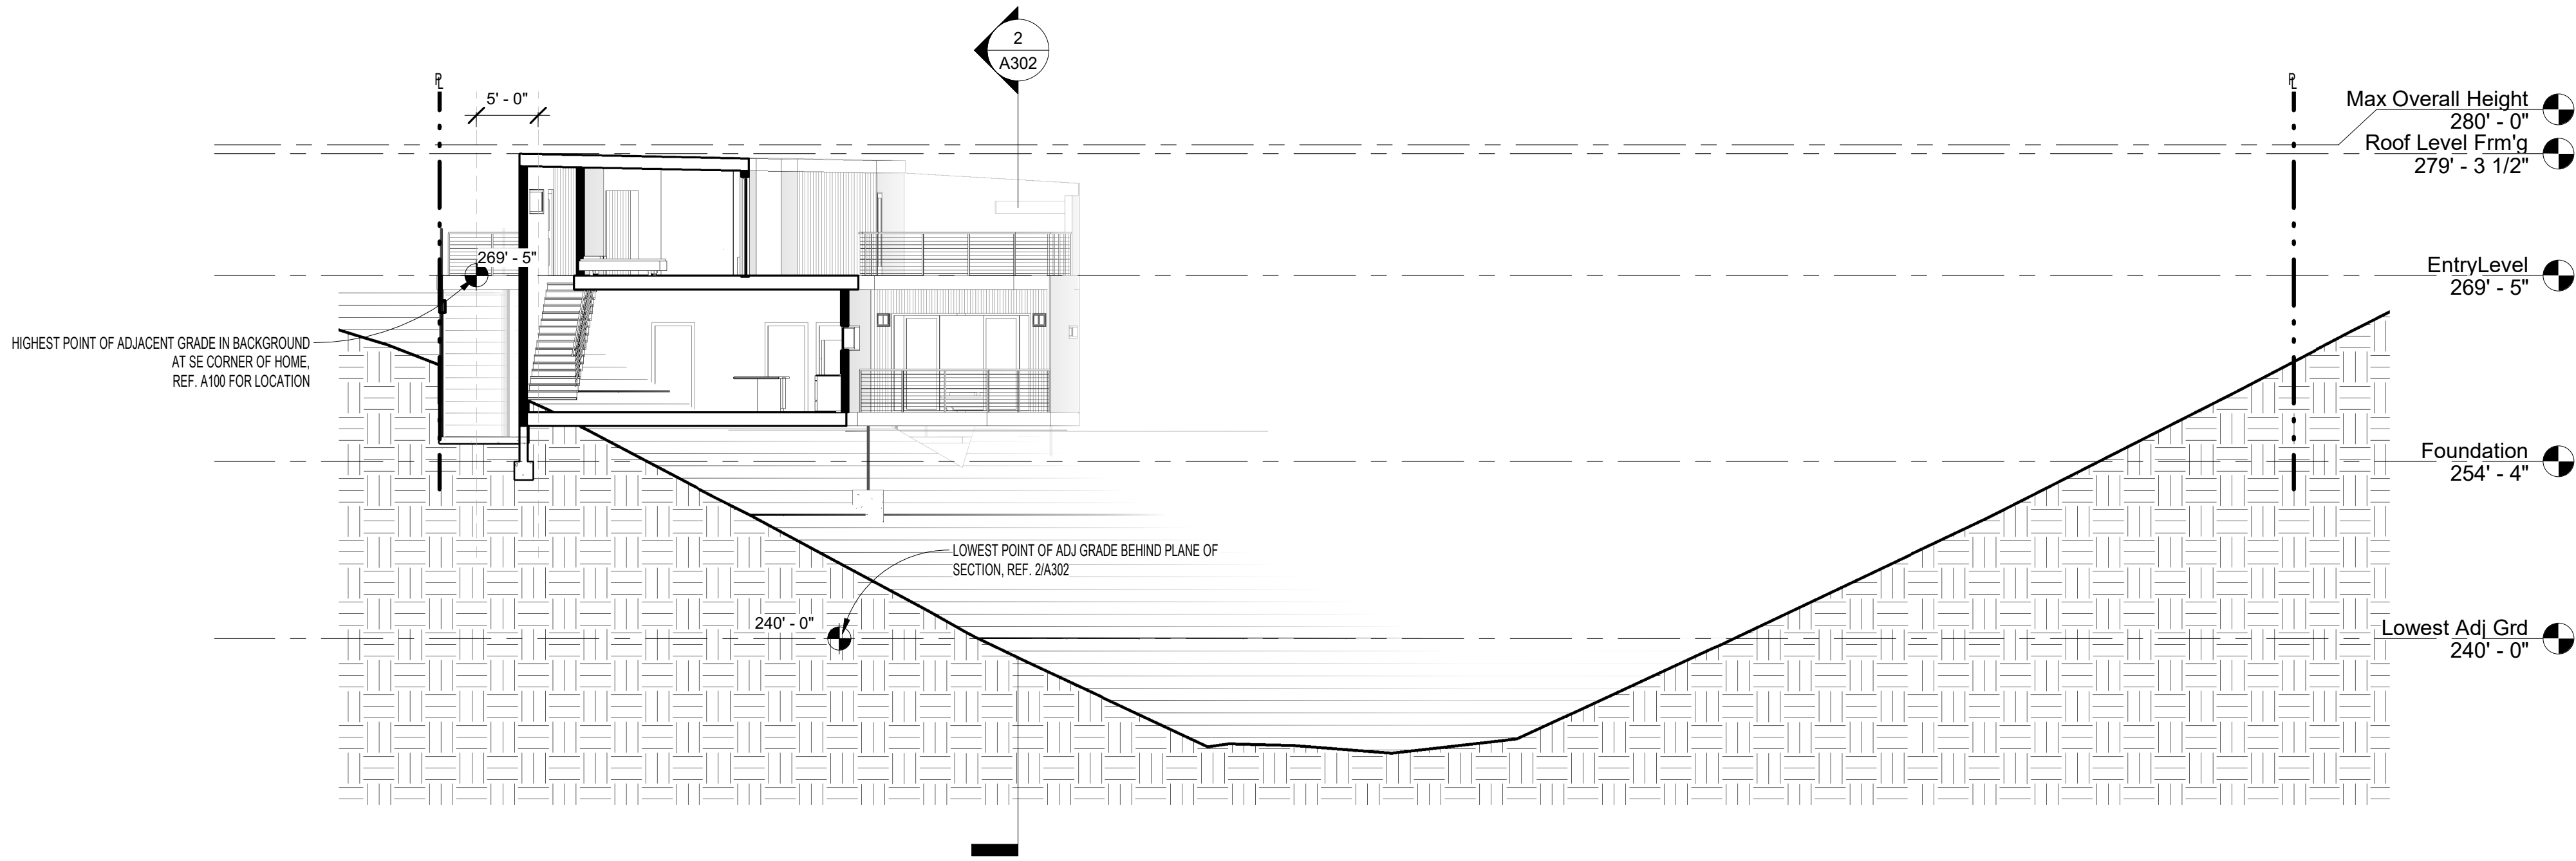 2
A302
PL
5' - 0"
PL
Max Overall Height
280' - 0"
Roof Level Frm'g
279' - 3 1/2"
269' - 5"
EntryLevel
269' - 5"
HIGHEST POINT OF ADJACENT GRADE IN BACKGROUND
AT SE CORNER OF HOME,
REF. A100 FOR LOCATION
Foundation
254' - 4"
LOWEST POINT OF ADJ GRADE BEHIND PLANE OF
SECTION, REF. 2/A302
240' - 0"
Lowest Adj Grd
240' - 0"